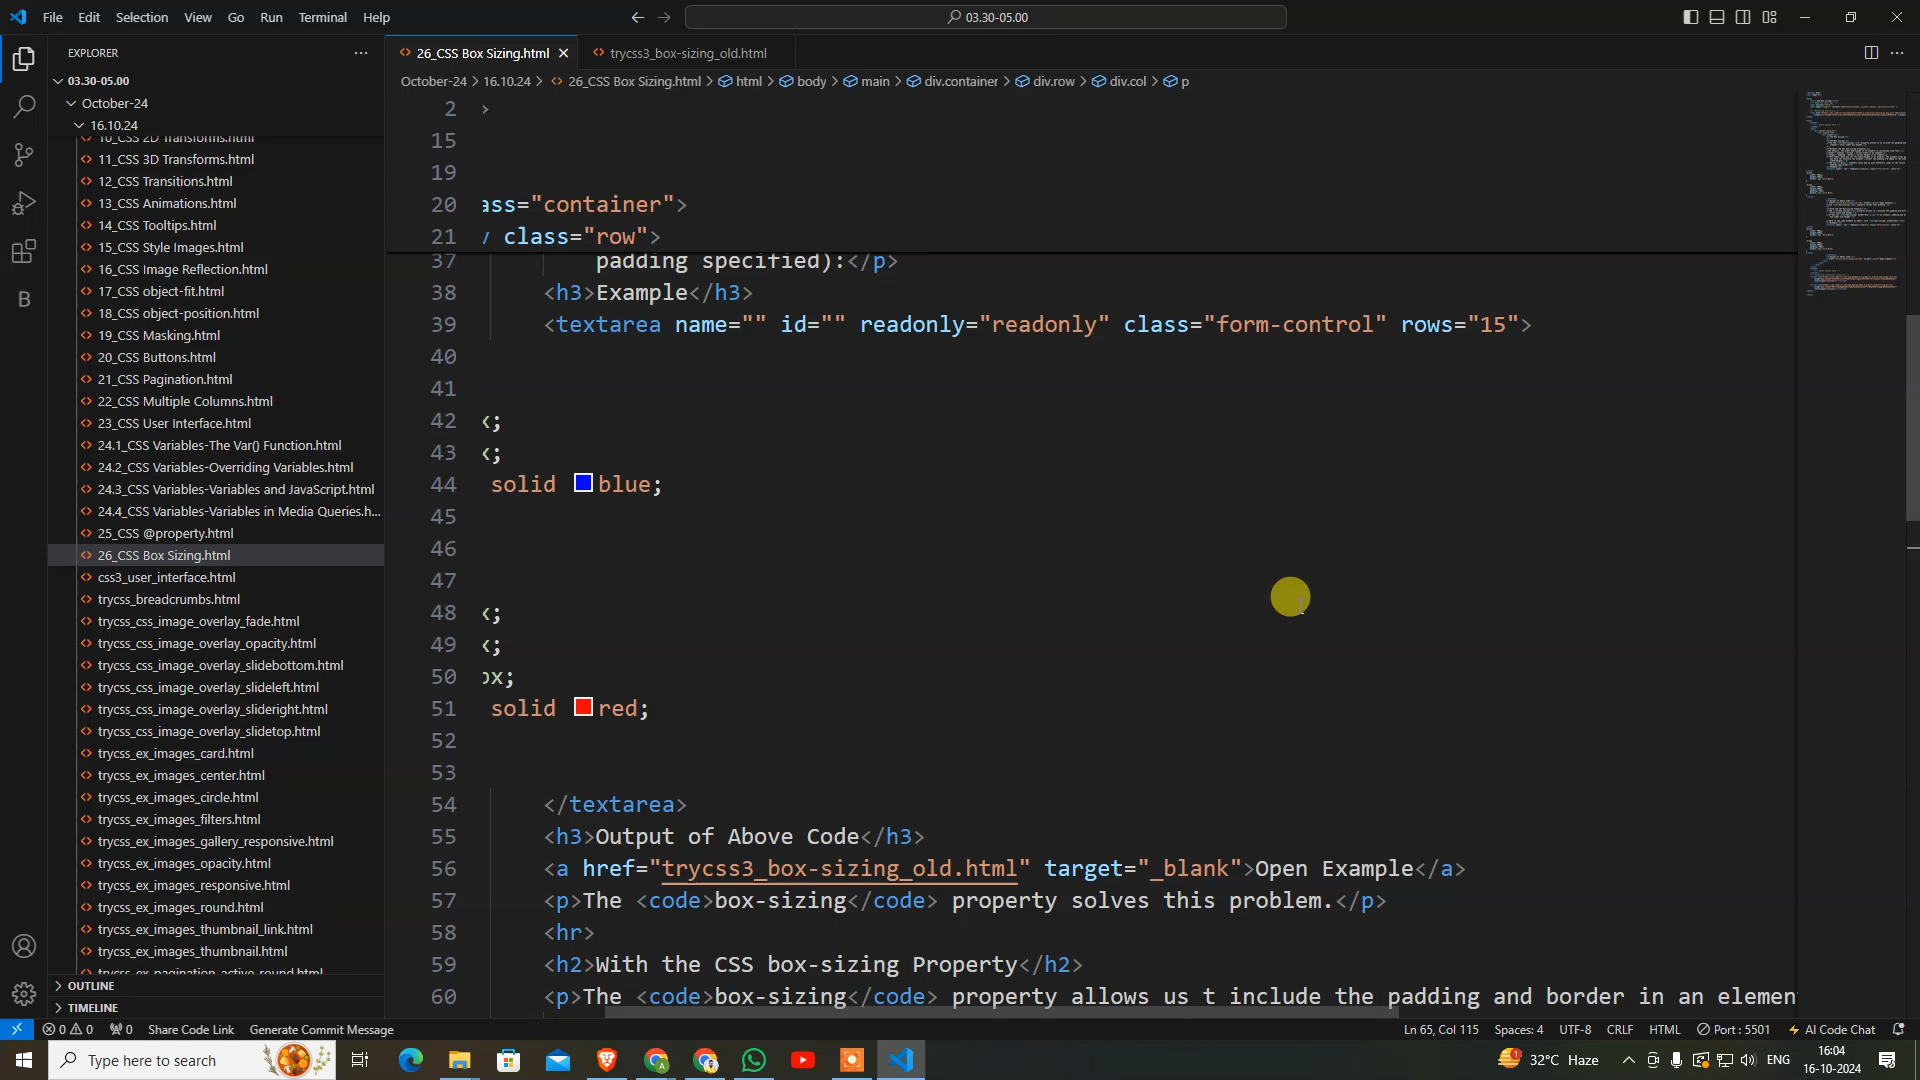 File Edit Selection View Go Run Terminal Help
03.30-05.00
EXPLORER
26_CSS Box Sizing.html
trycss3_box-sizing_old.html
October-24 > 16.10.24 > 26_CSS Box Sizing.html > html > body > main > div.container > div.row > div.col > p
03.30-05.00
October-24
16.10.24
10_CSS 2D Transforms.html
11_CSS 3D Transforms.html
12_CSS Transitions.html
13_CSS Animations.html
14_CSS Tooltips.html
15_CSS Style Images.html
16_CSS Image Reflection.html
17_CSS object-fit.html
18_CSS object-position.html
19_CSS Masking.html
20_CSS Buttons.html
21_CSS Pagination.html
22_CSS Multiple Columns.html
23_CSS User Interface.html
24.1_CSS Variables-The Var() Function.html
24.2_CSS Variables-Overriding Variables.html
24.3_CSS Variables-Variables and JavaScript.html
24.4_CSS Variables-Variables in Media Queries.h...
25_CSS @property.html
26_CSS Box Sizing.html
css3_user_interface.html
trycss_breadcrumbs.html
trycss_css_image_overlay_fade.html
trycss_css_image_overlay_opacity.html
trycss_css_image_overlay_slidebottom.html
trycss_css_image_overlay_slideleft.html
trycss_css_image_overlay_slideright.html
trycss_css_image_overlay_slidetop.html
trycss_ex_images_card.html
trycss_ex_images_center.html
trycss_ex_images_circle.html
trycss_ex_images_filters.html
trycss_ex_images_gallery_responsive.html
trycss_ex_images_opacity.html
trycss_ex_images_responsive.html
trycss_ex_images_round.html
trycss_ex_images_thumbnail_link.html
trycss_ex_images_thumbnail.html
trycss_ex_pagination_active_round.html
OUTLINE
TIMELINE
2 >
15
19
20 ass="container">
21 v class="row">
37 padding specified):</p>
38 <h3>Example</h3>
39 <textarea name="" id="" readonly="readonly" class="form-control" rows="15">
40
41
42 x;
43 x;
44 solid blue;
45
46
47
48 x;
49 x;
50 ox;
51 solid red;
52
53
54 </textarea>
55 <h3>Output of Above Code</h3>
56 <a href="trycss3_box-sizing_old.html" target="_blank">Open Example</a>
57 <p>The <code>box-sizing</code> property solves this problem.</p>
58 <hr>
59 <h2>With the CSS box-sizing Property</h2>
60 <p>The <code>box-sizing</code> property allows us t include the padding and border in an elemen
0 0 0 Share Code Link Generate Commit Message Ln 65, Col 115 Spaces: 4 UTF-8 CRLF HTML Port : 5501 AI Code Chat
Type here to search
32°C Haze
ENG
16:04
16-10-2024